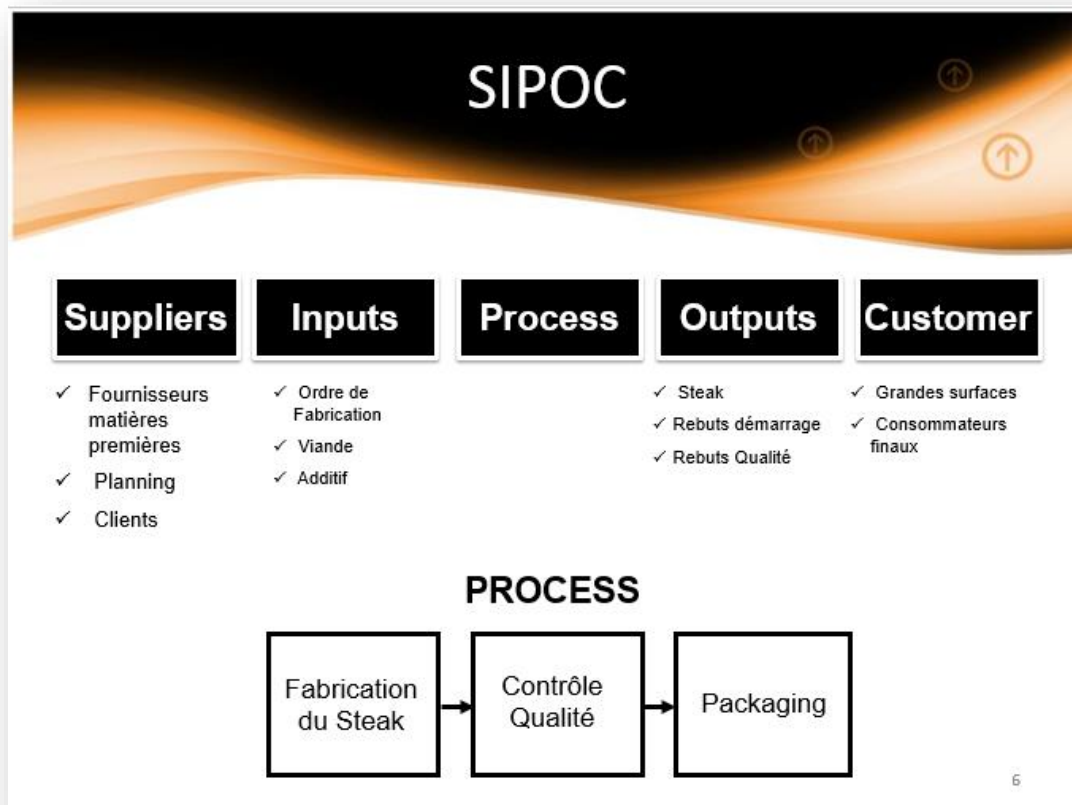 SIPOC
Suppliers
Inputs
Process
Outputs
Customer
✓ Fournisseurs
matières
premières
✓ Planning
✓ Clients
✓ Ordre de
Fabrication
✓ Viande
✓ Additif
✓ Steak
✓ Rebuts démarrage
✓ Rebuts Qualité
✓ Grandes surfaces
✓ Consommateurs
finaux
PROCESS
Fabrication
du Steak
Contrôle
Qualité
Packaging
6